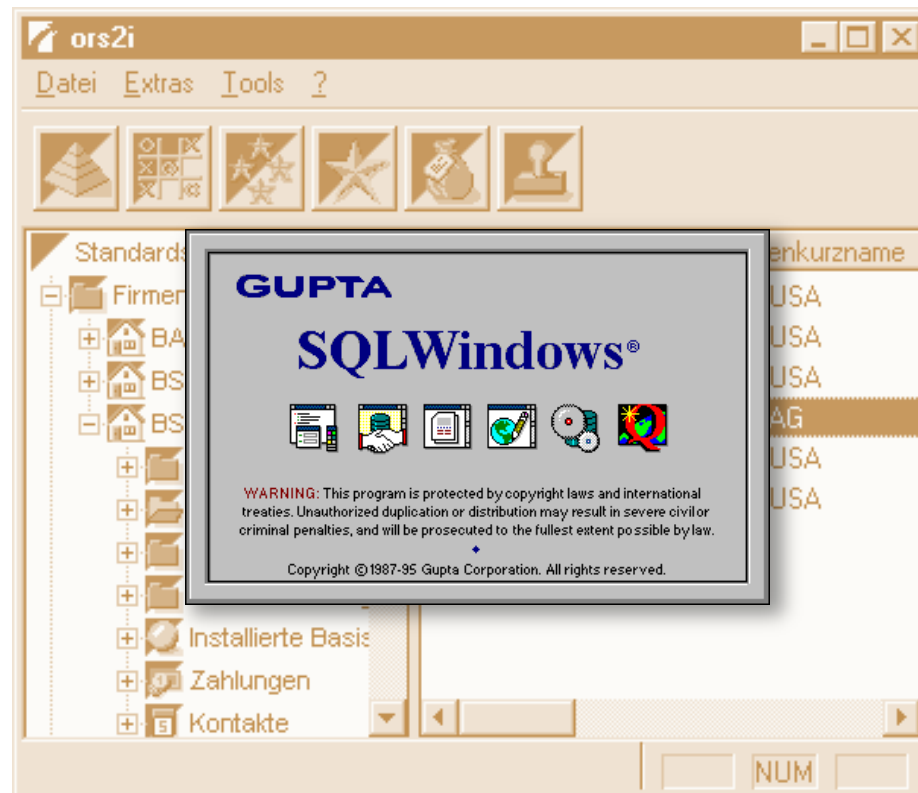 ors2i
Datei Extras Tools ?
Standards
Firmen
BA
BS
BS
Installierte Basis
Zahlungen
Kontakte
enkurzname
USA
USA
USA
AG
USA
USA
GUPTA
SQLWindows®
WARNING: This program is protected by copyright laws and international
treaties. Unauthorized duplication or distribution may result in severe civil or
criminal penalties, and will be prosecuted to the fullest extent possible by law.
Copyright © 1987-95 Gupta Corporation. All rights reserved.
NUM